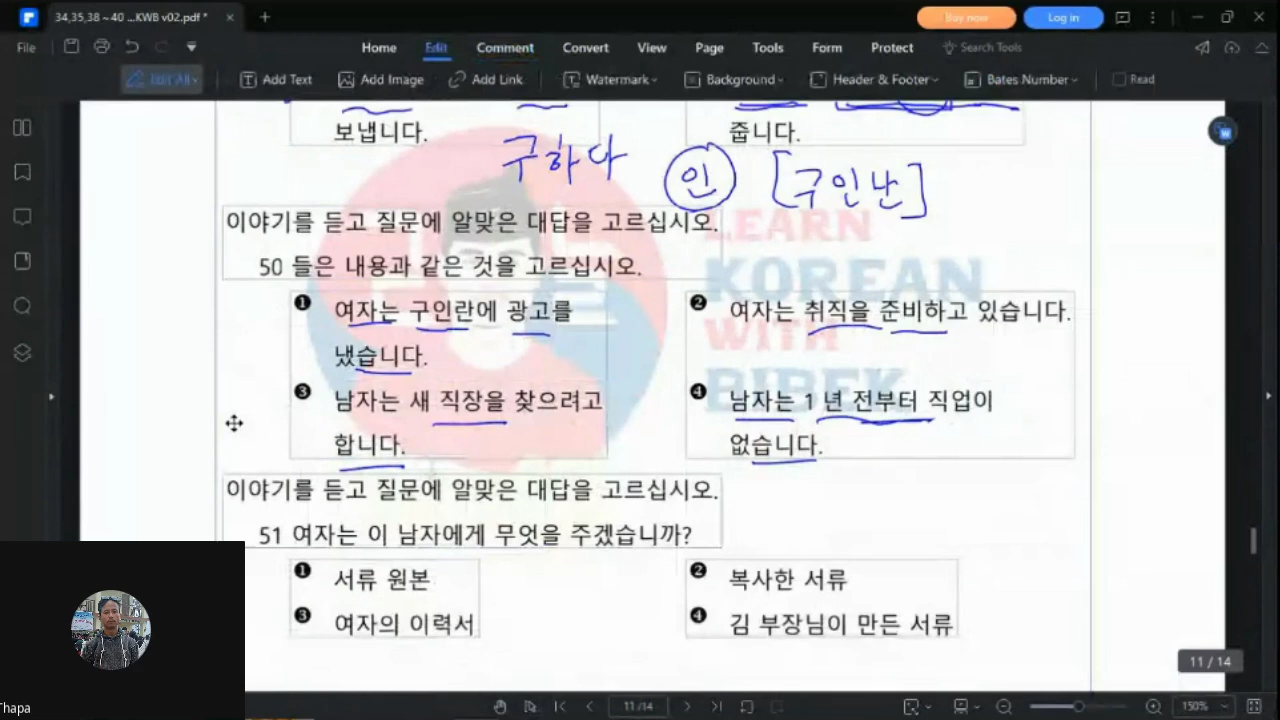 34,35,38 ~ 40 ...KWB v02.pdf *
Buy now
Log in
File
Home
Edit
Comment
Convert
View
Page
Tools
Form
Protect
Search Tools
Edit All
Add Text
Add Image
Add Link
Watermark
Background
Header & Footer
Bates Number
Read
보냅니다.
줍니다.
구하다
인
[구인난]
이야기를 듣고 질문에 알맞은 대답을 고르십시오.
50 들은 내용과 같은 것을 고르십시오.
❶ 여자는 구인란에 광고를
냈습니다.
❷ 여자는 취직을 준비하고 있습니다.
❸ 남자는 새 직장을 찾으려고
합니다.
❹ 남자는 1 년 전부터 직업이
없습니다.
LEARN
KOREAN
WITH
BIBEK
이야기를 듣고 질문에 알맞은 대답을 고르십시오.
51 여자는 이 남자에게 무엇을 주겠습니까?
❶ 서류 원본
❷ 복사한 서류
❸ 여자의 이력서
❹ 김 부장님이 만든 서류
11 / 14
Thapa
11 /14
150%